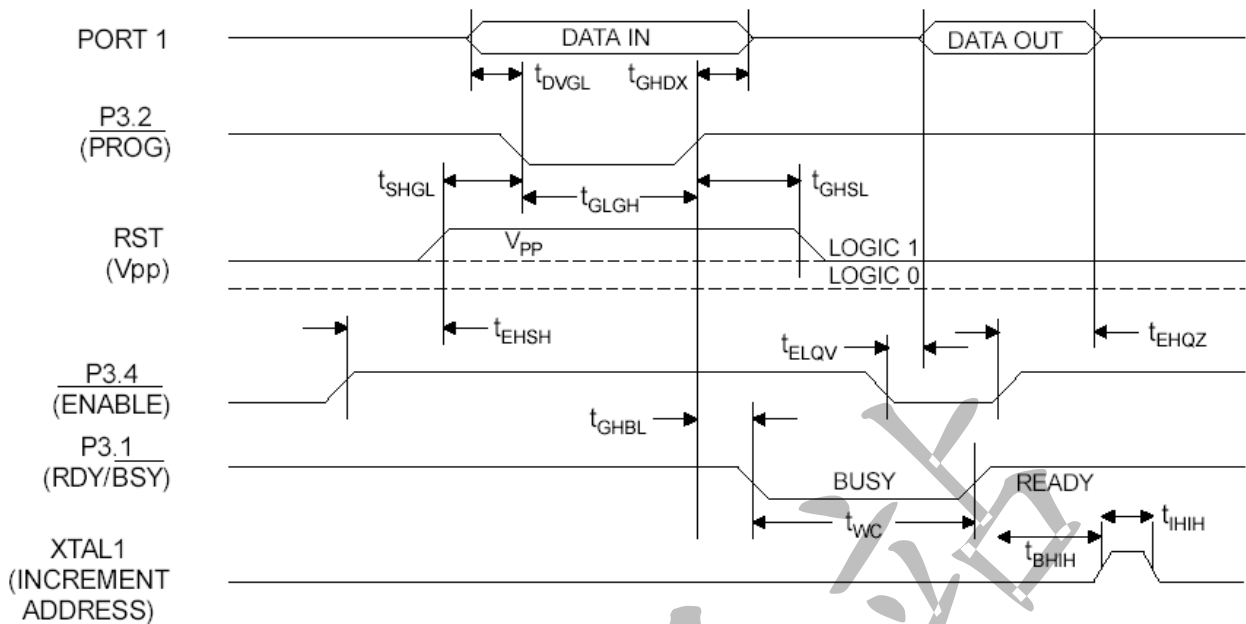 PORT 1
DATA IN
DATA OUT
tDVGL
tGHDX
P3.2
(PROG)
tSHGL
tGLGH
tGHSL
RST
(Vpp)
VPP
LOGIC 1
LOGIC 0
tEHSH
tELQV
tEHQZ
P3.4
(ENABLE)
tGHBL
P3.1
(RDY/BSY)
BUSY
READY
tWC
tBHIH
tIHIH
XTAL1
(INCREMENT
ADDRESS)